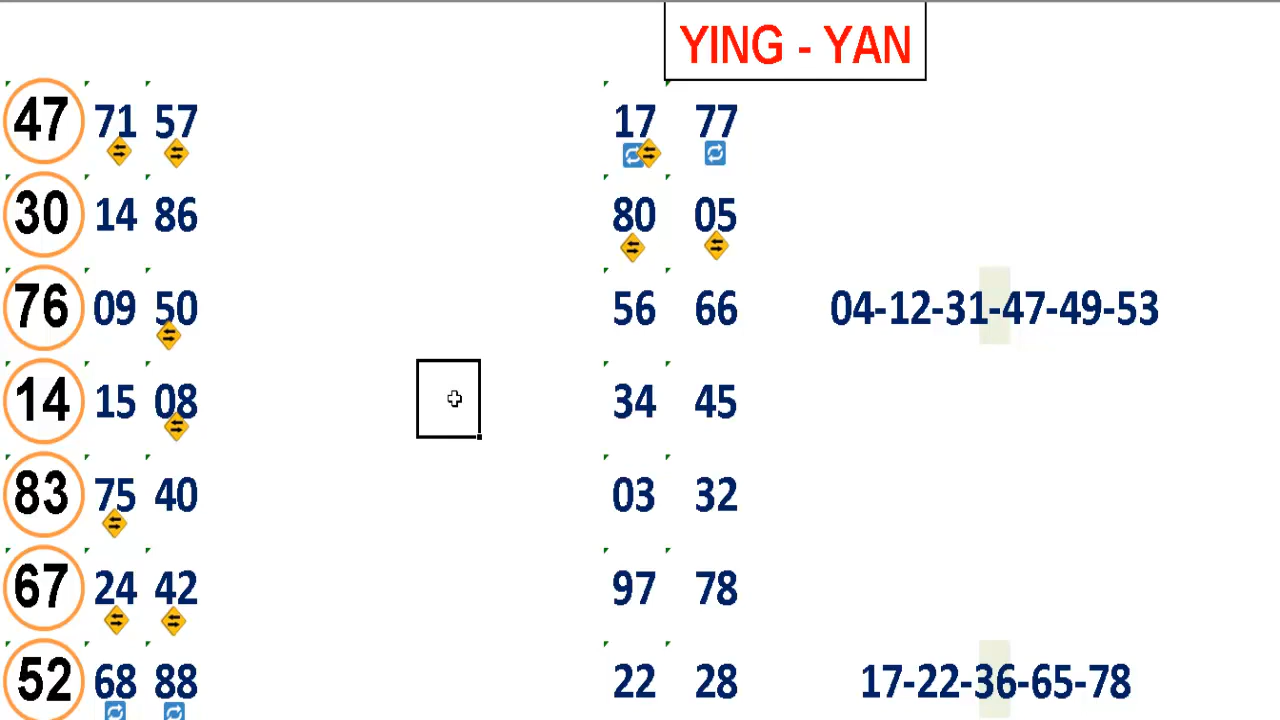 YING - YAN
47 71 57 17 77
30 14 86 80 05
76 09 50 56 66 04-12-31-47-49-53
14 15 08 34 45
83 75 40 03 32
67 24 42 97 78
52 68 88 22 28 17-22-36-65-78